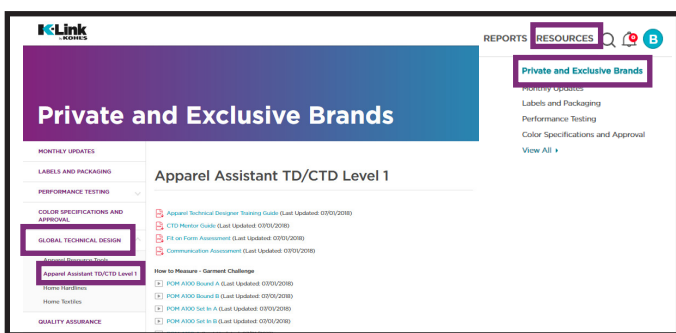 K-Link
by KOHL'S
REPORTS RESOURCES B
Private and Exclusive Brands
Monthly Updates
Labels and Packaging
Performance Testing
Color Specifications and Approval
View All
Private and Exclusive Brands
MONTHLY UPDATES
LABELS AND PACKAGING
PERFORMANCE TESTING
COLOR SPECIFICATIONS AND
APPROVAL
GLOBAL TECHNICAL DESIGN
Apparel Resource Tools
Apparel Assistant TD/CTD Level 1
Home Hardlines
Home Textiles
QUALITY ASSURANCE
Apparel Assistant TD/CTD Level 1
Apparel Technical Designer Training Guide (Last Updated: 07/01/2018)
CTD Mentor Guide (Last Updated: 07/01/2018)
Fit on Form Assessment (Last Updated: 07/01/2018)
Communication Assessment (Last Updated: 07/01/2018)
How to Measure - Garment Challenge
POM A100 Bound A (Last Updated: 07/01/2018)
POM A100 Bound B (Last Updated: 07/01/2018)
POM A100 Set In A (Last Updated: 07/01/2018)
POM A100 Set In B (Last Updated: 07/01/2018)